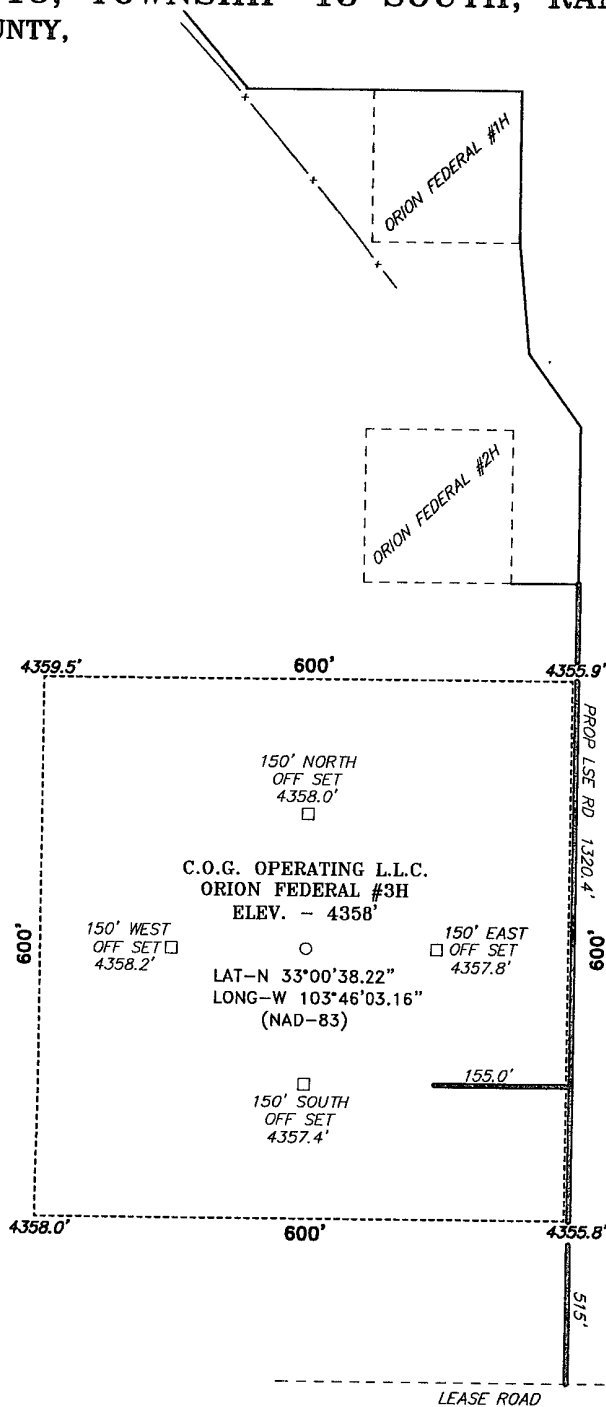 TOWNSHIP 15 SOUTH,
UNTY,
ORION FEDERAL #1H
ORION FEDERAL #2H
4359.5'
600'
4355.9'
PROP LSE RD 1320.4'
150' NORTH
OFF SET
4358.0'
C.O.G. OPERATING L.L.C.
ORION FEDERAL #3H
ELEV. - 4358'
600'
150' WEST
OFF SET
4358.2'
150' EAST
OFF SET
4357.8'
600'
LAT-N 33°00'38.22"
LONG-W 103°46'03.16"
(NAD-83)
155.0'
150' SOUTH
OFF SET
4357.4'
4358.0'
600'
4355.8'
515'
LEASE ROAD